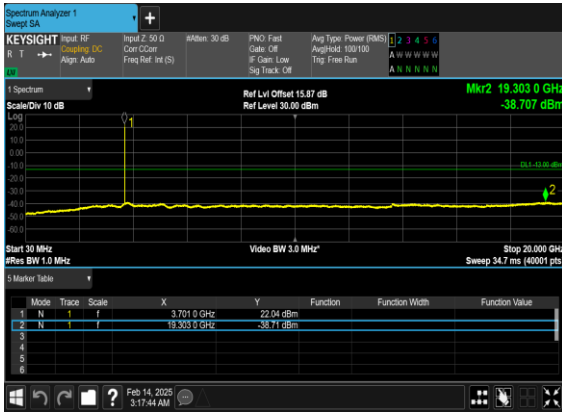 Spectrum Analyzer 1
Swept SA
KEYSIGHT Input: RF Input Z: 50 Ω #Atten: 30 dB PNO: Fast Avg Type: Power (RMS) 1 2 3 4 5 6
R T Coupling: DC Corr CCorr Gate: Off Avg|Hold: 100/100 A W W W W W
Align: Auto Freq Ref: Int (S) IF Gain: Low Trig: Free Run
LXI Sig Track: Off A N N N N N
1 Spectrum Ref Lvl Offset 15.87 dB Mkr2 19.303 0 GHz
Scale/Div 10 dB Ref Level 30.00 dBm -38.707 dBm
Log
20.0
10.0
0.00
-10.0
-20.0
-30.0
-40.0
-50.0
-60.0
1
DL1 -13.00 dBm
2
Start 30 MHz Video BW 3.0 MHz* Stop 20.000 GHz
#Res BW 1.0 MHz Sweep 34.7 ms (40001 pts)
5 Marker Table
Mode Trace Scale X Y Function Function Width Function Value
1 N 1 f 3.701 0 GHz 22.04 dBm
2 N 1 f 19.303 0 GHz -38.71 dBm
3
4
5
6
Feb 14, 2025
3:17:44 AM